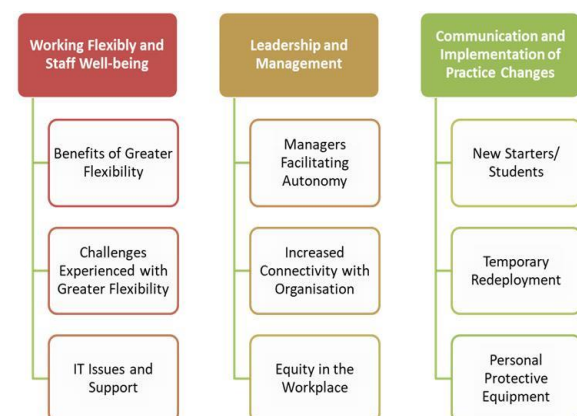 Working Flexibly and
Staff Well-being
Benefits of Greater
Flexibility
Challenges
Experienced with
Greater Flexibility
IT Issues and
Support
Leadership and
Management
Managers
Facilitating
Autonomy
Increased
Connectivity with
Organisation
Equity in the
Workplace
Communication and
Implementation of
Practice Changes
New Starters/
Students
Temporary
Redeployment
Personal
Protective
Equipment